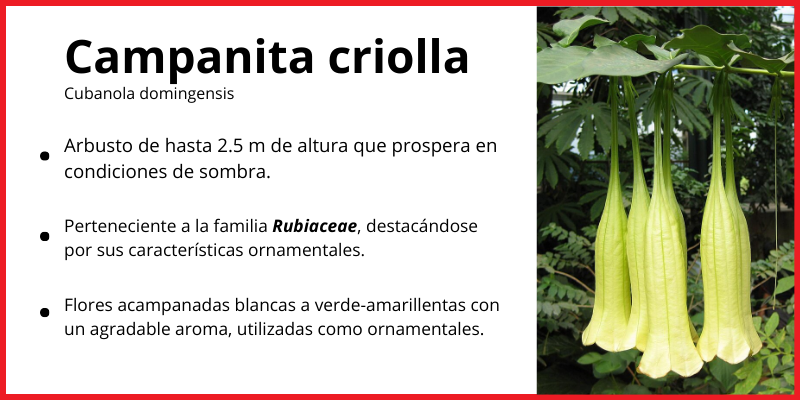 Campanita criolla
Cubanola domingensis
Arbusto de hasta 2.5 m de altura que prospera en
condiciones de sombra.
Perteneciente a la familia Rubiaceae, destacándose
por sus características ornamentales.
Flores acampanadas blancas a verde-amarillentas con
un agradable aroma, utilizadas como ornamentales.